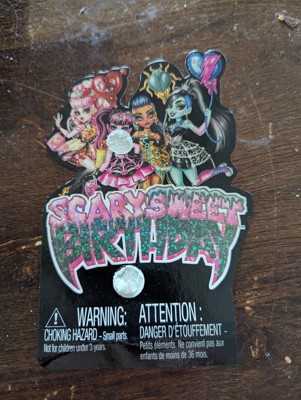 SCARY SWEET
BIRTHDAY
WARNING:
CHOKING HAZARD – Small parts.
Not for children under 3 years.
ATTENTION :
DANGER D'ÉTOUFFEMENT –
Petits éléments. Ne convient pas aux
enfants de moins de 36 mois.